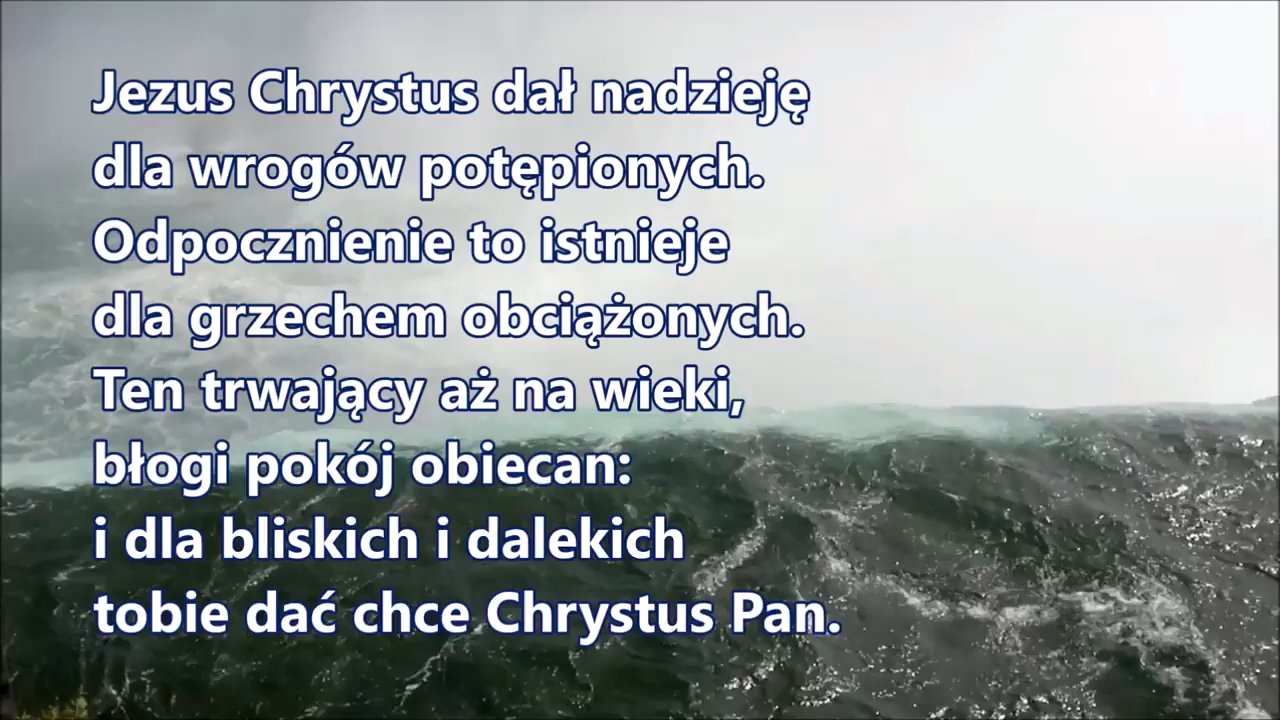 Jezus Chrystus dał nadzieję
dla wrogów potępionych.
Odpocznienie to istnieje
dla grzechem obciążonych.
Ten trwający aż na wieki,
błogi pokój obiecan:
i dla bliskich i dalekich
tobie dać chce Chrystus Pan.